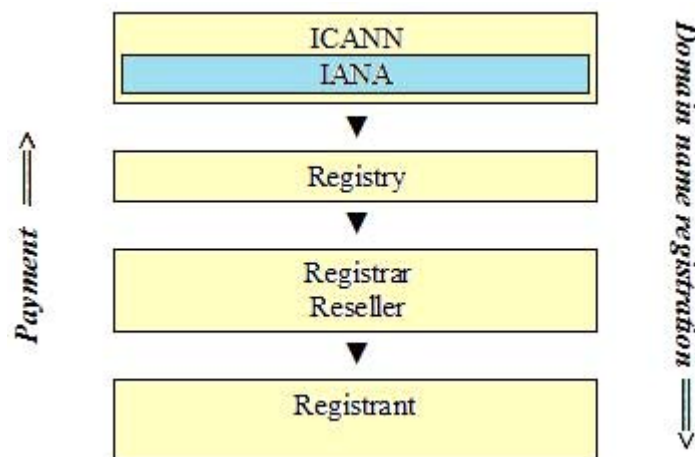 ICANN
IANA
Registry
Registrar
Reseller
Registrant
Payment
Domain name registration